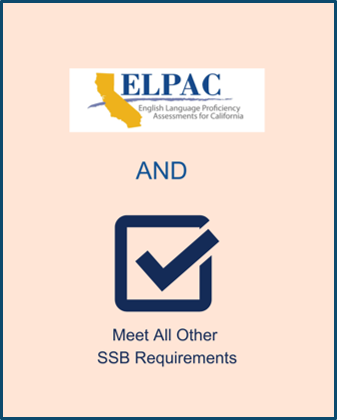 ELPAC
English Language Proficiency
Assessments for California
AND
Meet All Other
SSB Requirements